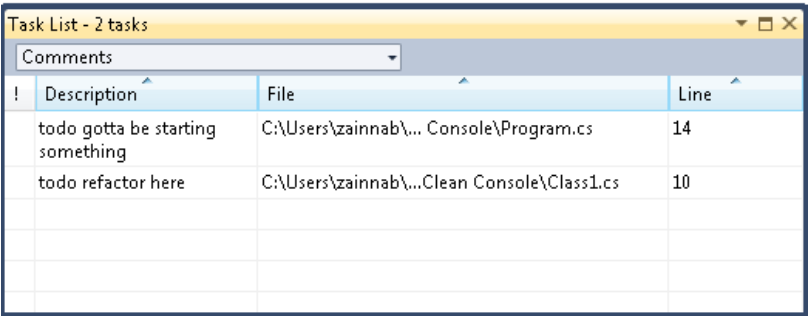 Task List - 2 tasks
Comments
! Description File Line
todo gotta be starting something C:\Users\zainnab\... Console\Program.cs 14
todo refactor here C:\Users\zainnab\...Clean Console\Class1.cs 10